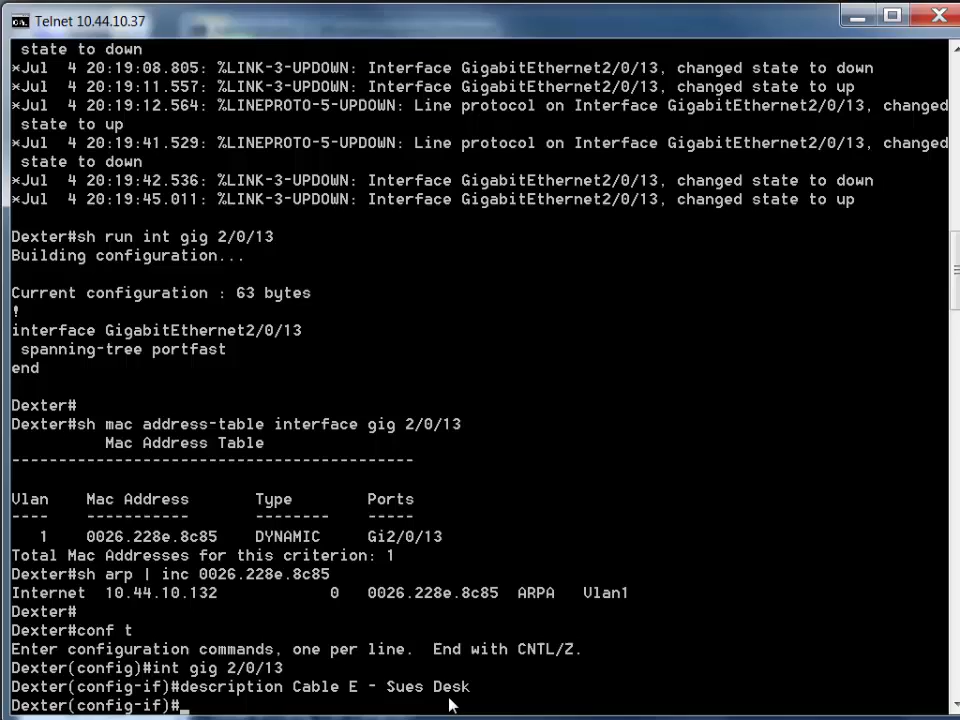 Telnet 10.44.10.37
state to down
*Jul  4 20:19:08.805: %LINK-3-UPDOWN: Interface GigabitEthernet2/0/13, changed state to down
*Jul  4 20:19:11.557: %LINK-3-UPDOWN: Interface GigabitEthernet2/0/13, changed state to up
*Jul  4 20:19:12.564: %LINEPROTO-5-UPDOWN: Line protocol on Interface GigabitEthernet2/0/13, changed
state to up
*Jul  4 20:19:41.529: %LINEPROTO-5-UPDOWN: Line protocol on Interface GigabitEthernet2/0/13, changed
state to down
*Jul  4 20:19:42.536: %LINK-3-UPDOWN: Interface GigabitEthernet2/0/13, changed state to down
*Jul  4 20:19:45.011: %LINK-3-UPDOWN: Interface GigabitEthernet2/0/13, changed state to up
Dexter#sh run int gig 2/0/13
Building configuration...
Current configuration : 63 bytes
!
interface GigabitEthernet2/0/13
spanning-tree portfast
end
Dexter#
Dexter#sh mac address-table interface gig 2/0/13
Mac Address Table
-------------------------------------------
Vlan    Mac Address       Type        Ports
----    -----------       --------    -----
1    0026.228e.8c85    DYNAMIC     Gi2/0/13
Total Mac Addresses for this criterion: 1
Dexter#sh arp | inc 0026.228e.8c85
Internet  10.44.10.132            0   0026.228e.8c85  ARPA   Vlan1
Dexter#
Dexter#conf t
Enter configuration commands, one per line.  End with CNTL/Z.
Dexter(config)#int gig 2/0/13
Dexter(config-if)#description Cable E - Sues Desk
Dexter(config-if)#